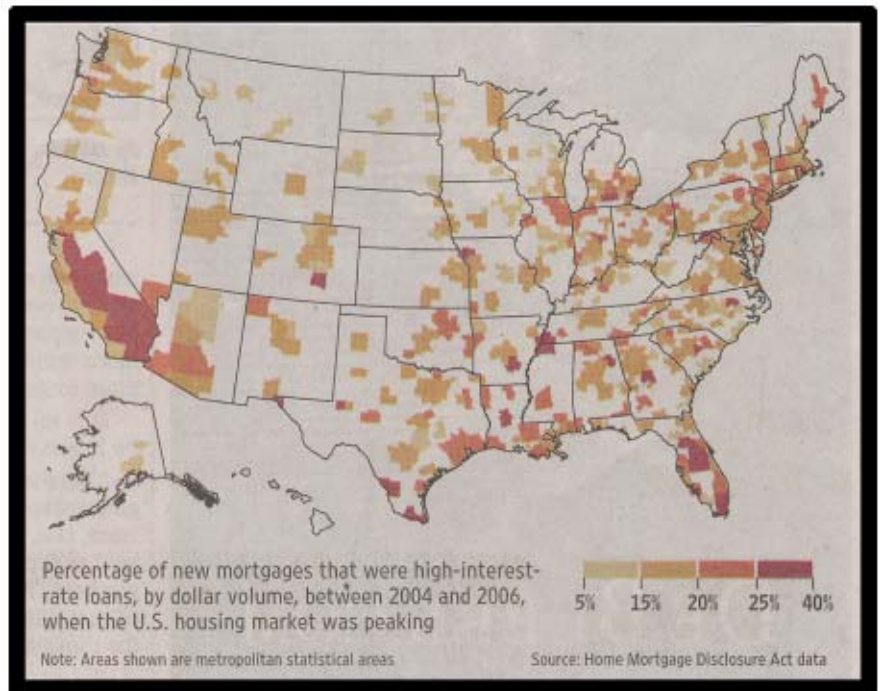 Percentage of new mortgages that were high-interest-
rate loans, by dollar volume, between 2004 and 2006,
when the U.S. housing market was peaking
5% 15% 20% 25% 40%
Note: Areas shown are metropolitan statistical areas
Source: Home Mortgage Disclosure Act data